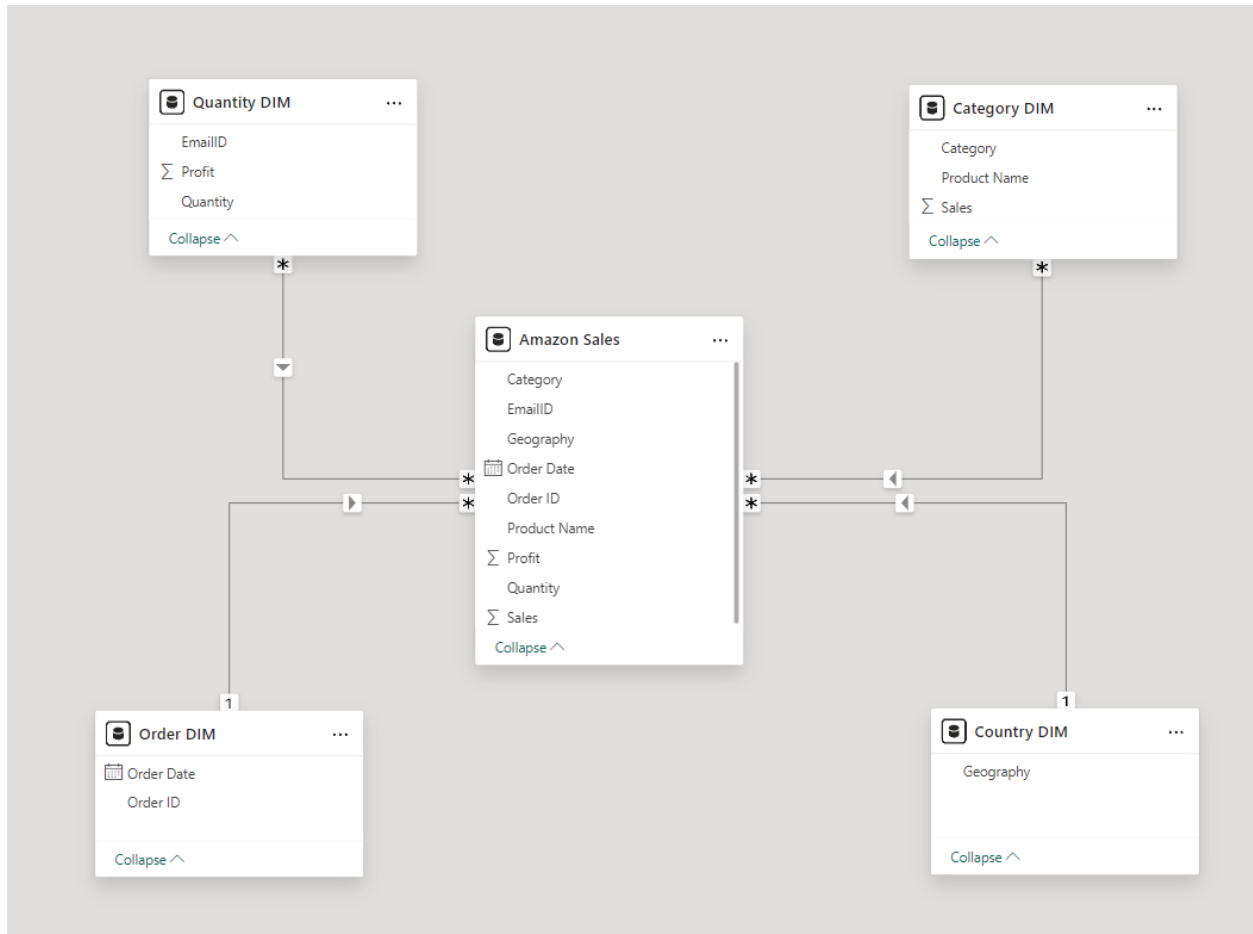 Quantity DIM
EmailID
∑ Profit
Quantity
Collapse
*
Category DIM
Category
Product Name
∑ Sales
Collapse
*
Amazon Sales
Category
EmailID
Geography
Order Date
Order ID
Product Name
∑ Profit
Quantity
∑ Sales
Collapse
*
*
*
*
1
Order DIM
Order Date
Order ID
Collapse
1
Country DIM
Geography
Collapse